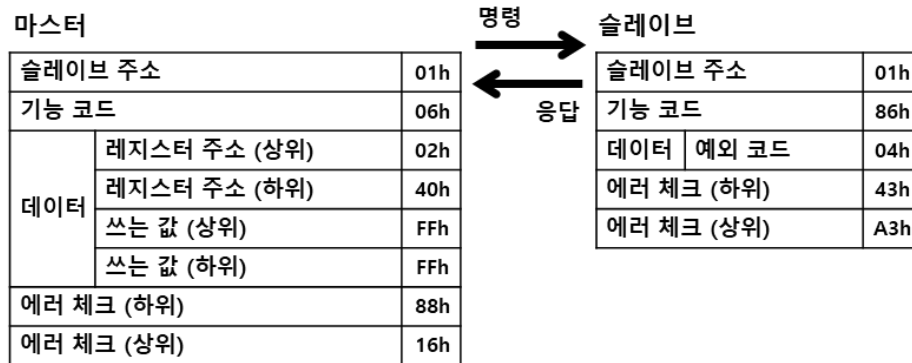 마스터
명령
슬레이브
응답
슬레이브 주소 01h
기능 코드 06h
데이터
레지스터 주소 (상위) 02h
레지스터 주소 (하위) 40h
쓰는 값 (상위) FFh
쓰는 값 (하위) FFh
에러 체크 (하위) 88h
에러 체크 (상위) 16h
슬레이브 주소 01h
기능 코드 86h
데이터 예외 코드 04h
에러 체크 (하위) 43h
에러 체크 (상위) A3h